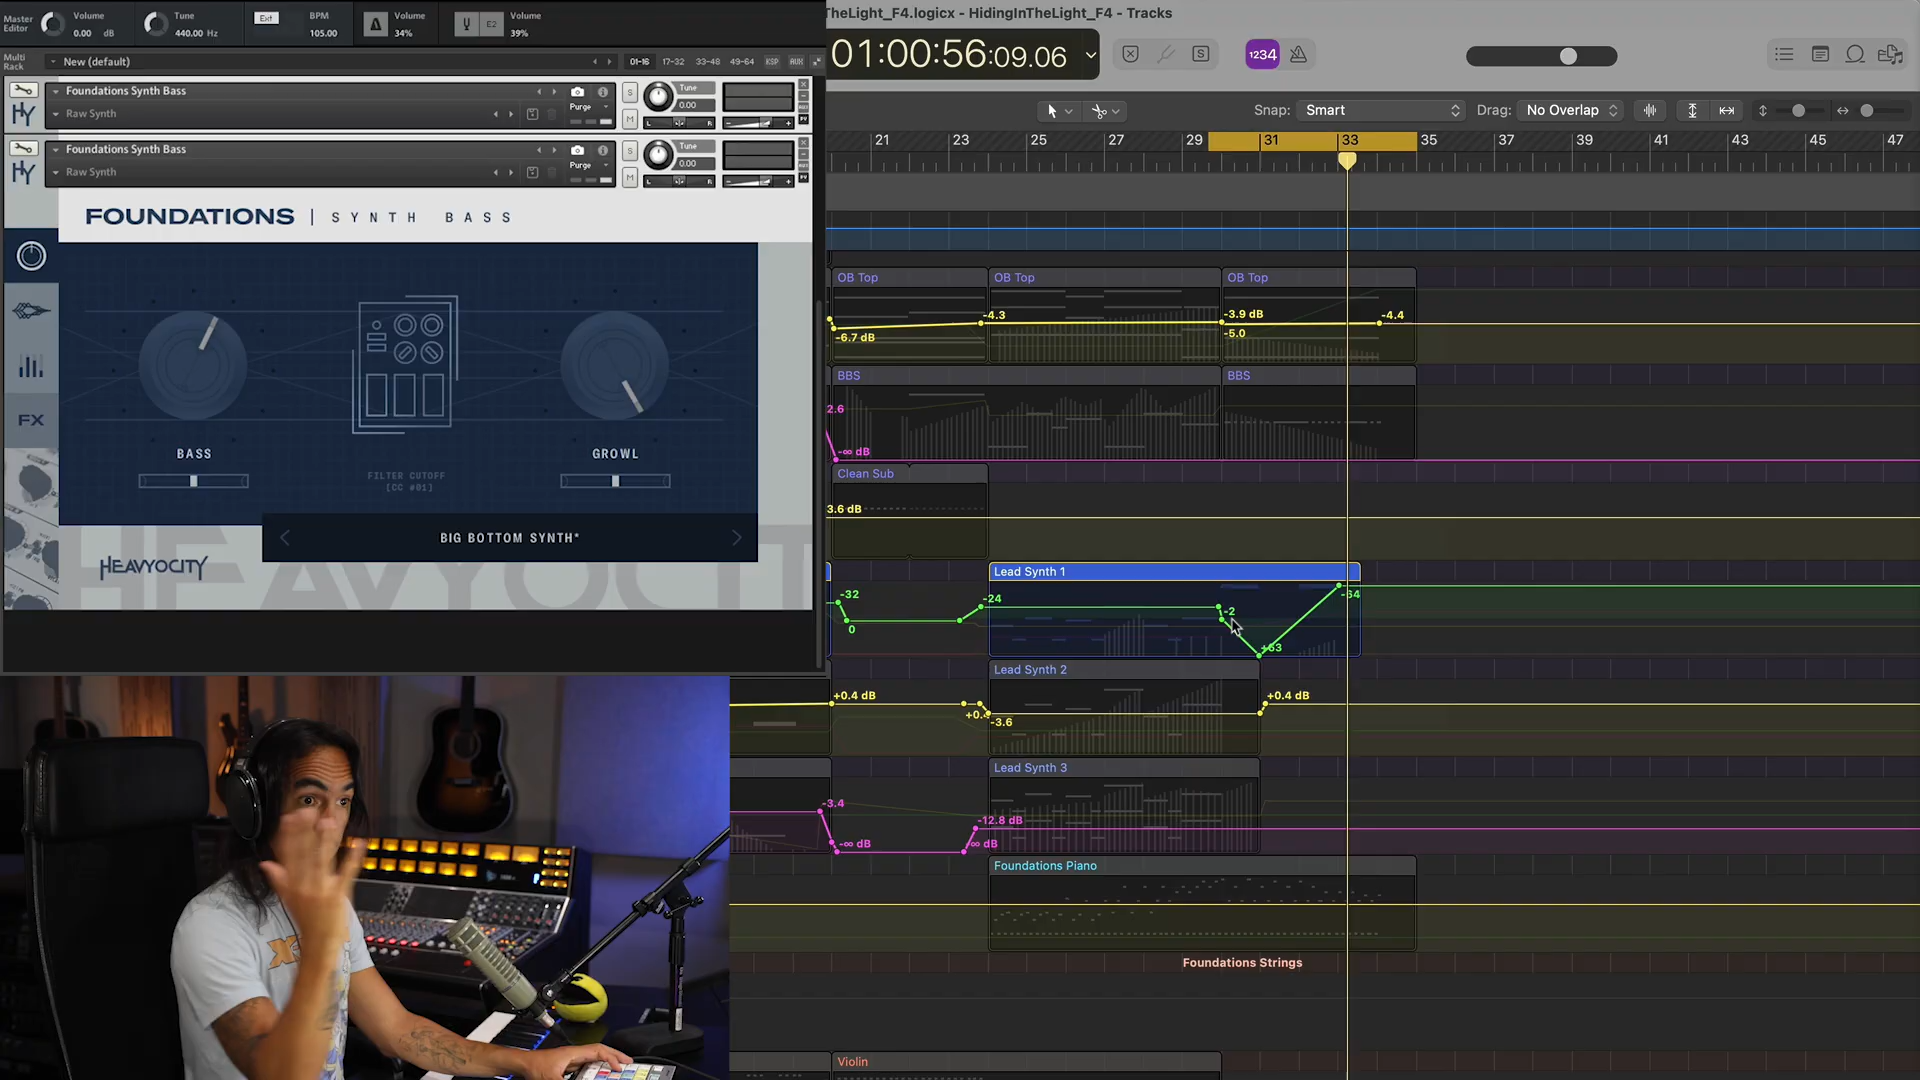 Master Editor
Volume
0.00 dB
Tune
440.00 Hz
Ext
BPM
105.00
Volume
34%
E2
Volume
39%
Multi Rack
New (default)
01-16
17-32
33-48
49-64
KSP
AUX
Foundations Synth Bass
Raw Synth
Purge
S
M
Tune
0.00
L
R
Foundations Synth Bass
Raw Synth
Purge
S
M
Tune
0.00
L
R
FOUNDATIONS | SYNTH BASS
BASS
FILTER CUTOFF
[CC #01]
GROWL
FX
BIG BOTTOM SYNTH*
HEAVYOCITY
TheLight_F4.logicx - HidingInTheLight_F4 - Tracks
01:00:56:09.06
S
1234
Snap: Smart
Drag: No Overlap
21 23 25 27 29 31 33 35 37 39 41 43 45 47
OB Top
OB Top
OB Top
-6.7 dB
-4.3
-3.9 dB
-5.0
-4.4
BBS
BBS
2.6
-∞ dB
Clean Sub
3.6 dB
Lead Synth 1
-32
0
-24
-2
+63
-64
Lead Synth 2
+0.4 dB
+0.4
-3.6
+0.4 dB
Lead Synth 3
-3.4
-∞ dB
-12.8 dB
∞ dB
Foundations Piano
Foundations Strings
Violin